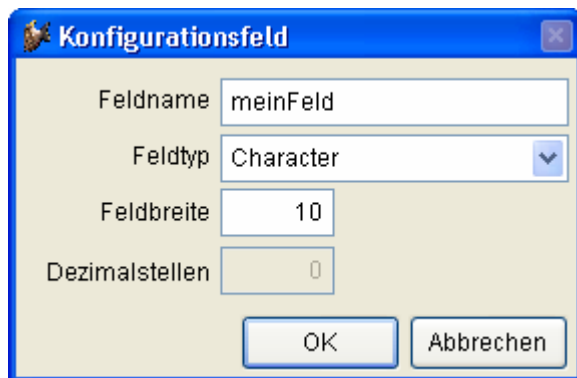 Konfigurationsfeld
Feldname meinFeld
Feldtyp Character
Feldbreite 10
Dezimalstellen 0
OK Abbrechen